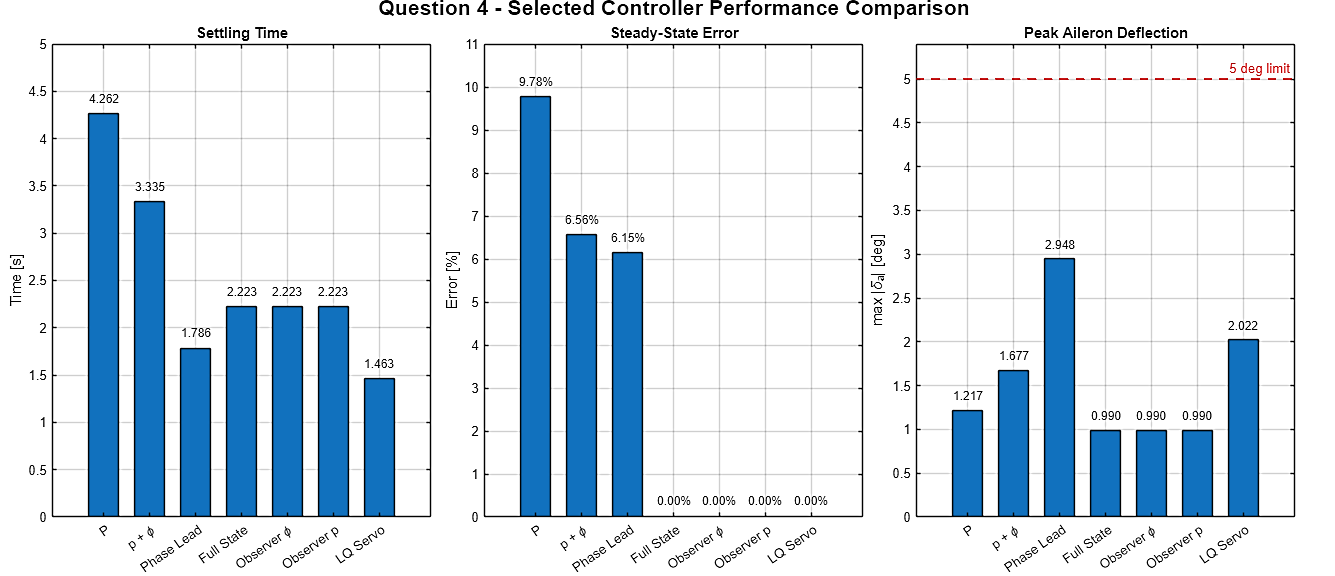 Question 4 - Selected Controller Performance Comparison
Settling Time
5
4.5
4
3.5
3
2.5
2
1.5
1
0.5
0
Time [s]
4.262
3.335
1.786
2.223
2.223
2.223
1.463
P
p + ϕ
Phase Lead
Full State
Observer ϕ
Observer p
LQ Servo
Steady-State Error
11
10
9
8
7
6
5
4
3
2
1
0
Error [%]
9.78%
6.56%
6.15%
0.00%
0.00%
0.00%
0.00%
P
p + ϕ
Phase Lead
Full State
Observer ϕ
Observer p
LQ Servo
Peak Aileron Deflection
5 deg limit
5
4.5
4
3.5
3
2.5
2
1.5
1
0.5
0
max |δa| [deg]
1.217
1.677
2.948
0.990
0.990
0.990
2.022
P
p + ϕ
Phase Lead
Full State
Observer ϕ
Observer p
LQ Servo